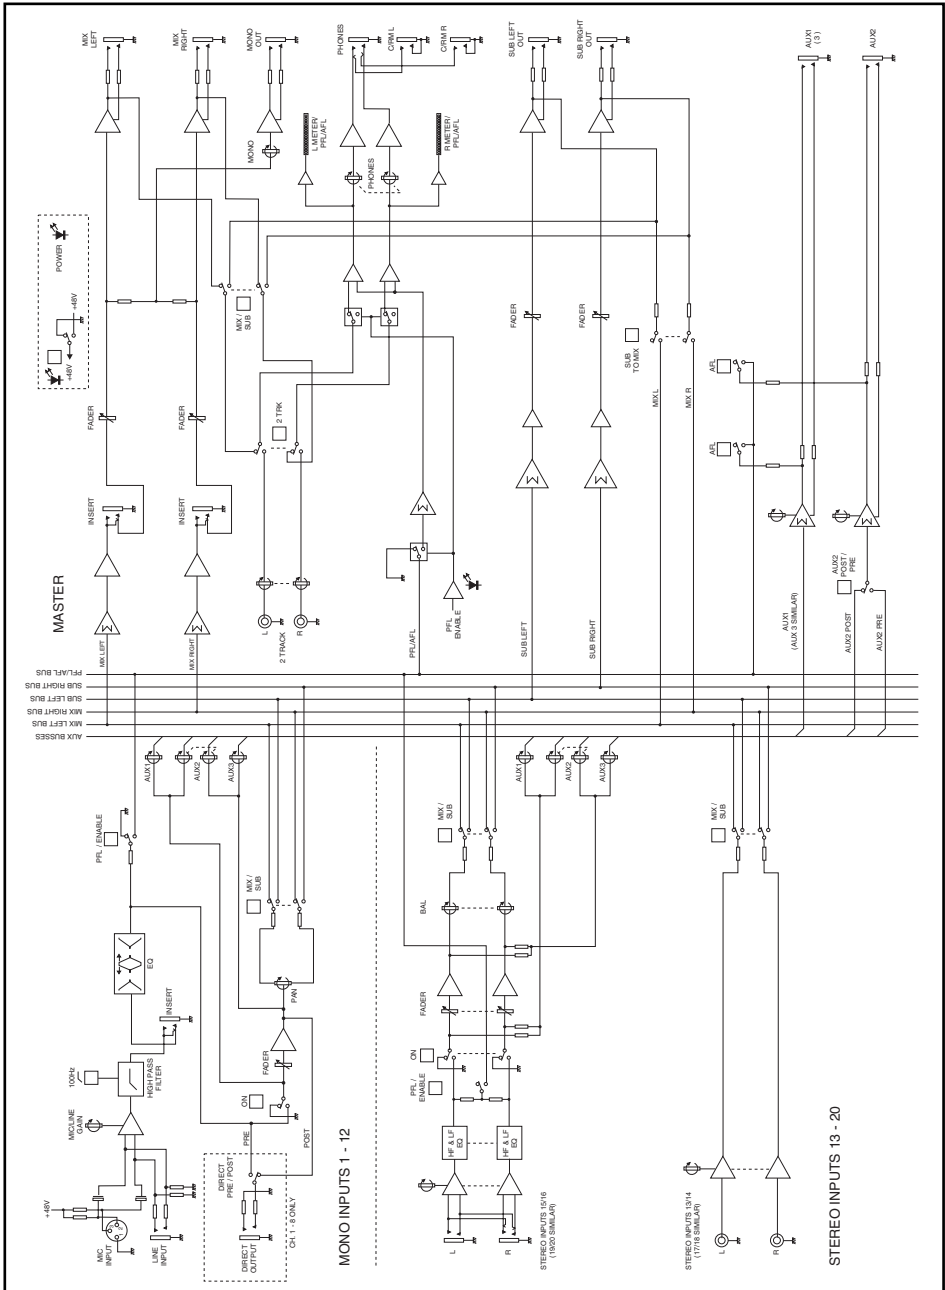 MIX
LEFT
MIX
RIGHT
MONO
OUT
PHONES
C/RM L
C/RM R
SUB LEFT
OUT
SUB RIGHT
OUT
AUX1
( 3 )
AUX2
MONO
L METER/
PFL/AFL
PHONES
R METER/
PFL/AFL
POWER
+48V
+48V
MIX /
SUB
FADER
FADER
SUB
TO MIX
FADER
FADER
2 TRK
MIX L
MIX R
AFL
AFL
INSERT
INSERT
MASTER
MIX LEFT
MIX RIGHT
L
R
2 TRACK
PFL/AFL
PFL
ENABLE
SUB LEFT
SUB RIGHT
AUX1
(AUX 3 SIMILAR)
AUX2
POST /
PRE
AUX2 POST
AUX2 PRE
PFL/AFL BUS
SUB RIGHT BUS
SUB LEFT BUS
MIX RIGHT BUS
MIX LEFT BUS
AUX BUSSES
PFL / ENABLE
AUX1
AUX2
AUX3
EQ
INSERT
MIX /
SUB
PAN
100Hz
HIGH PASS
FILTER
MIC/LINE
GAIN
FADER
ON
PRE
POST
+48V
MIC
INPUT
LINE
INPUT
DIRECT
PRE / POST
DIRECT
OUTPUT
CH. 1 - 8 ONLY
MONO INPUTS 1 - 12
AUX1
AUX2
AUX3
MIX /
SUB
BAL
FADER
ON
PFL /
ENABLE
HF & LF
EQ
HF & LF
EQ
L
R
STEREO INPUTS 15/16
(19/20 SIMILAR)
MIX /
SUB
STEREO INPUTS 13/14
(17/18 SIMILAR)
L
R
STEREO INPUTS 13 - 20